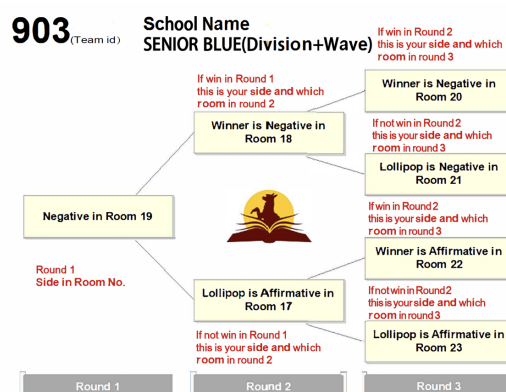 903 (Team id)
School Name
SENIOR BLUE(Division+Wave)
If win in Round 2
this is your side and which
room in round 3
If win in Round 1
this is your side and which
room in round 2
Winner is Negative in
Room 20
Winner is Negative in
Room 18
If not win in Round 2
this is your side and which
room in round 3
Lollipop is Negative in
Room 21
Negative in Room 19
If win in Round 2
this is your side and which
room in round 3
Winner is Affirmative in
Room 22
Round 1
Side in Room No.
Lollipop is Affirmative in
Room 17
If not win in Round 2
this is your side and which
room in round 3
If not win in Round 1
this is your side and which
room in round 2
Lollipop is Affirmative in
Room 23
Round 1
Round 2
Round 3